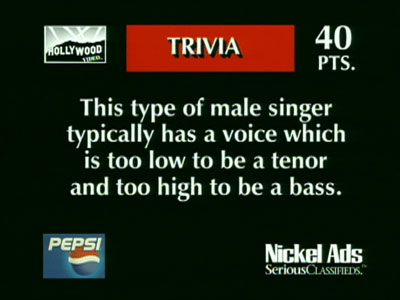 HOLLYWOOD
VIDEO.
TRIVIA
40
PTS.
This type of male singer
typically has a voice which
is too low to be a tenor
and too high to be a bass.
PEPSI
Nickel Ads
SERIOUSCLASSIFIEDS.™